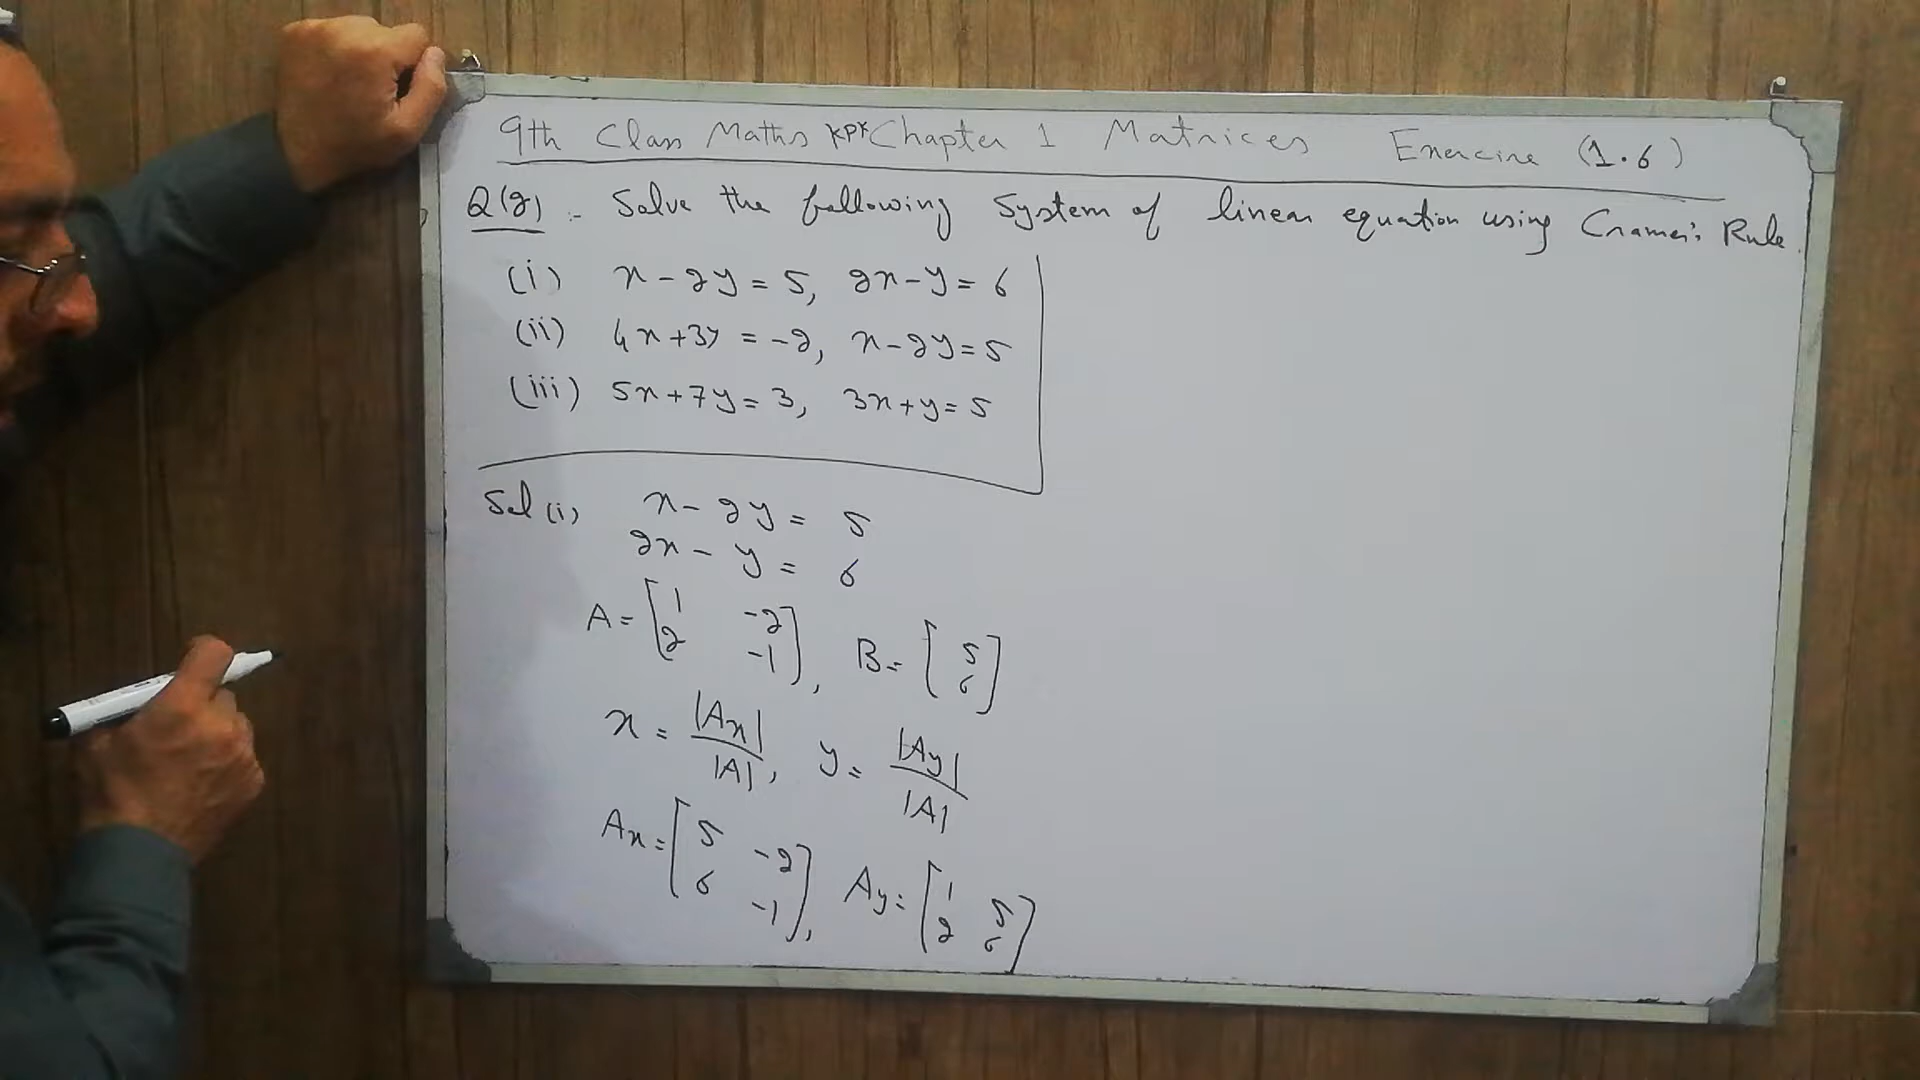 9th Class Maths KPK Chapter 1 Matrices Exercise (1.6)
Q(2) :- Solve the following System of linear equation using Cramer's Rule.
(i) x - 2y = 5, 2x - y = 6
(ii) 4x + 3y = -2, x - 2y = 5
(iii) 5x + 7y = 3, 3x + y = 5
Sol (i) x - 2y = 5
2x - y = 6
A = [1 -2
2 -1], B = [5
6]
x = |Ax| / |A|, y = |Ay| / |A|
Ax = [5 -2
6 -1], Ay = [1 5
2 6]